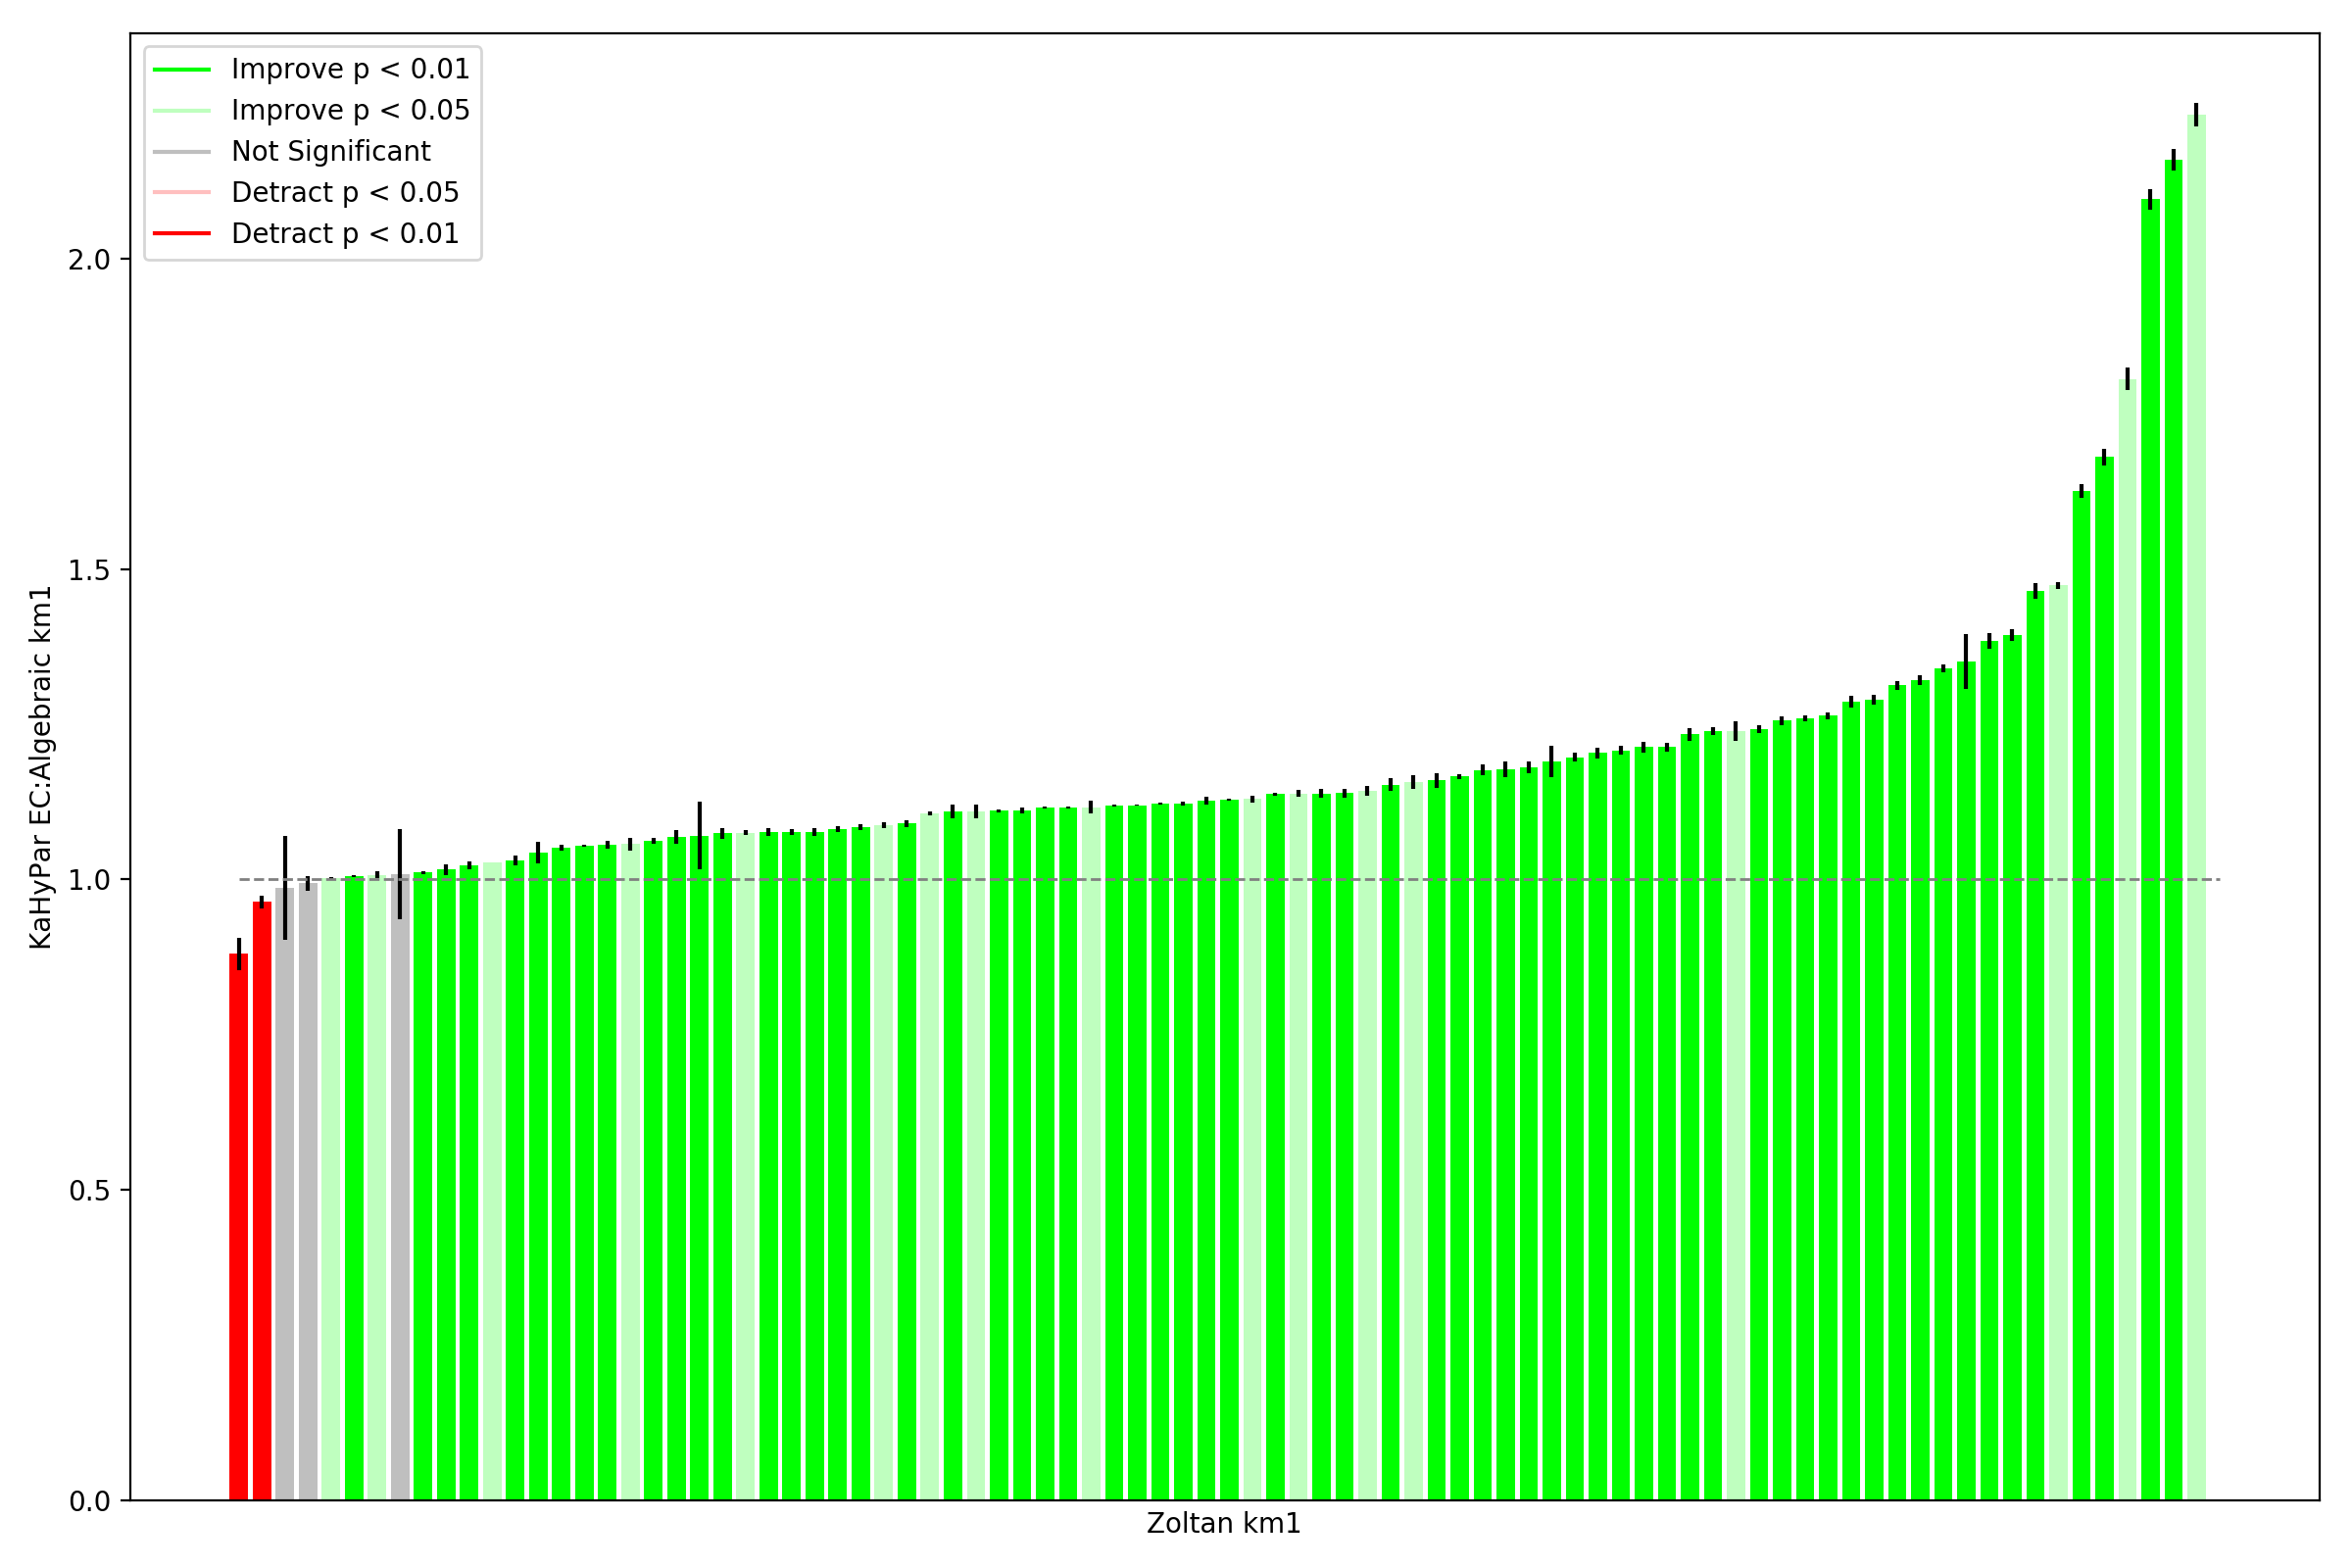 Improve p < 0.01
Improve p < 0.05
Not Significant
Detract p < 0.05
Detract p < 0.01
2.0
1.5
1.0
0.5
0.0
KaHyPar EC:Algebraic km1
Zoltan km1